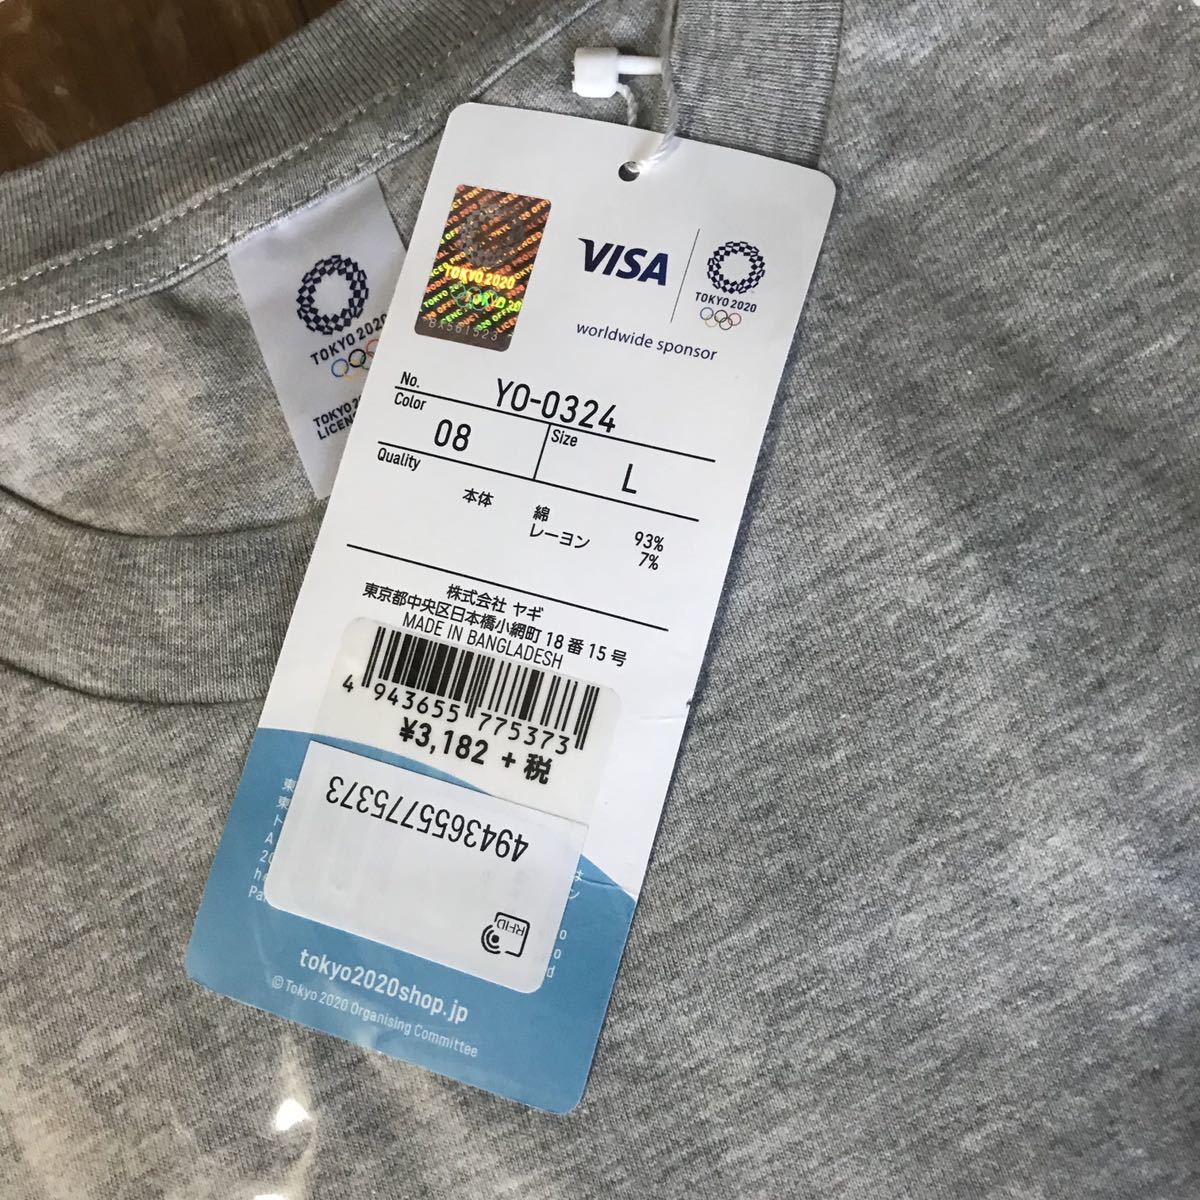 TOKYO 2020
TOKYO 2
LICEN
TOKYO 2020
BX561523
VISA
TOKYO 2020
worldwide sponsor
No. YO-0324
Color 08 Size L
Quality
本体 綿 93%
レーヨン 7%
株式会社 ヤギ
東京都中央区日本橋小網町 18 番 15 号
MADE IN BANGLADESH
4 943655 775373
¥3,182 + 税
4943655775373
RFID
tokyo2020shop.jp
© Tokyo 2020 Organising Committee